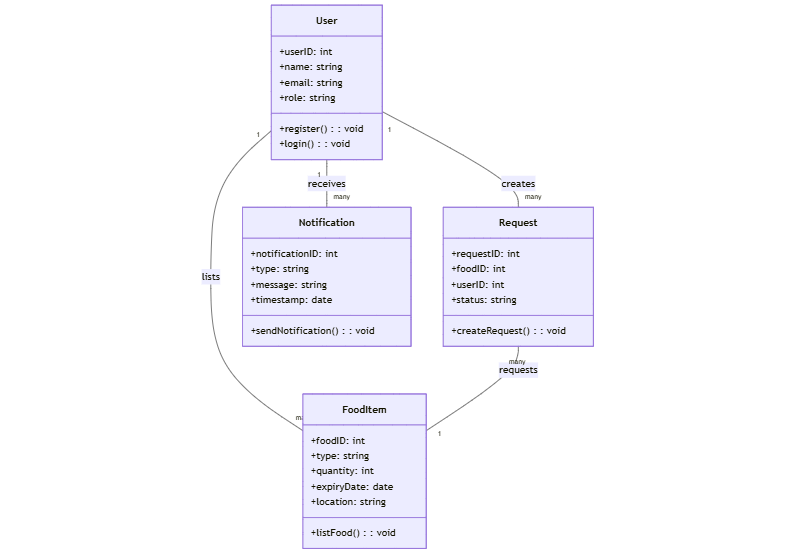 User
+userID: int
+name: string
+email: string
+role: string
+register() : : void
+login() : : void
1
1
1
receives
creates
many
many
Notification
+notificationID: int
+type: string
+message: string
+timestamp: date
+sendNotification() : : void
Request
+requestID: int
+foodID: int
+userID: int
+status: string
+createRequest() : : void
lists
many
requests
1
FoodItem
+foodID: int
+type: string
+quantity: int
+expiryDate: date
+location: string
+listFood() : : void